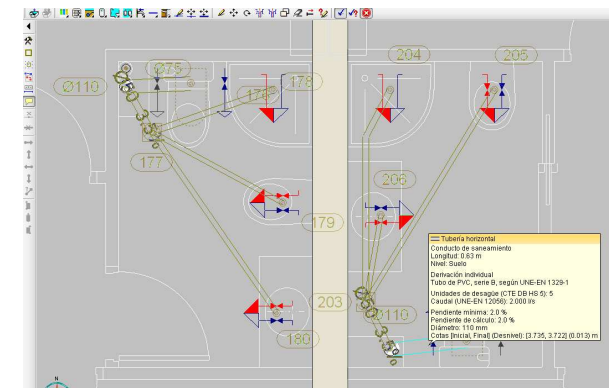 204
205
Ø75
Ø110
178
176
177
206
179
203
Ø110
180
Tubería horizontal
Conducto de saneamiento
Longitud: 0.63 m
Nivel: Suelo
Derivación individual
Tubo de PVC, serie B, según UNE-EN 1329-1
Unidades de desagüe (CTE DB HS 5): 5
Caudal (UNE-EN 12056): 2.000 l/s
Pendiente mínima: 2.0 %
Pendiente de cálculo: 2.0 %
Diámetro: 110 mm
Cotas [Inicial, Final] (Desnivel): [3.735, 3.722] (0.013) m
N